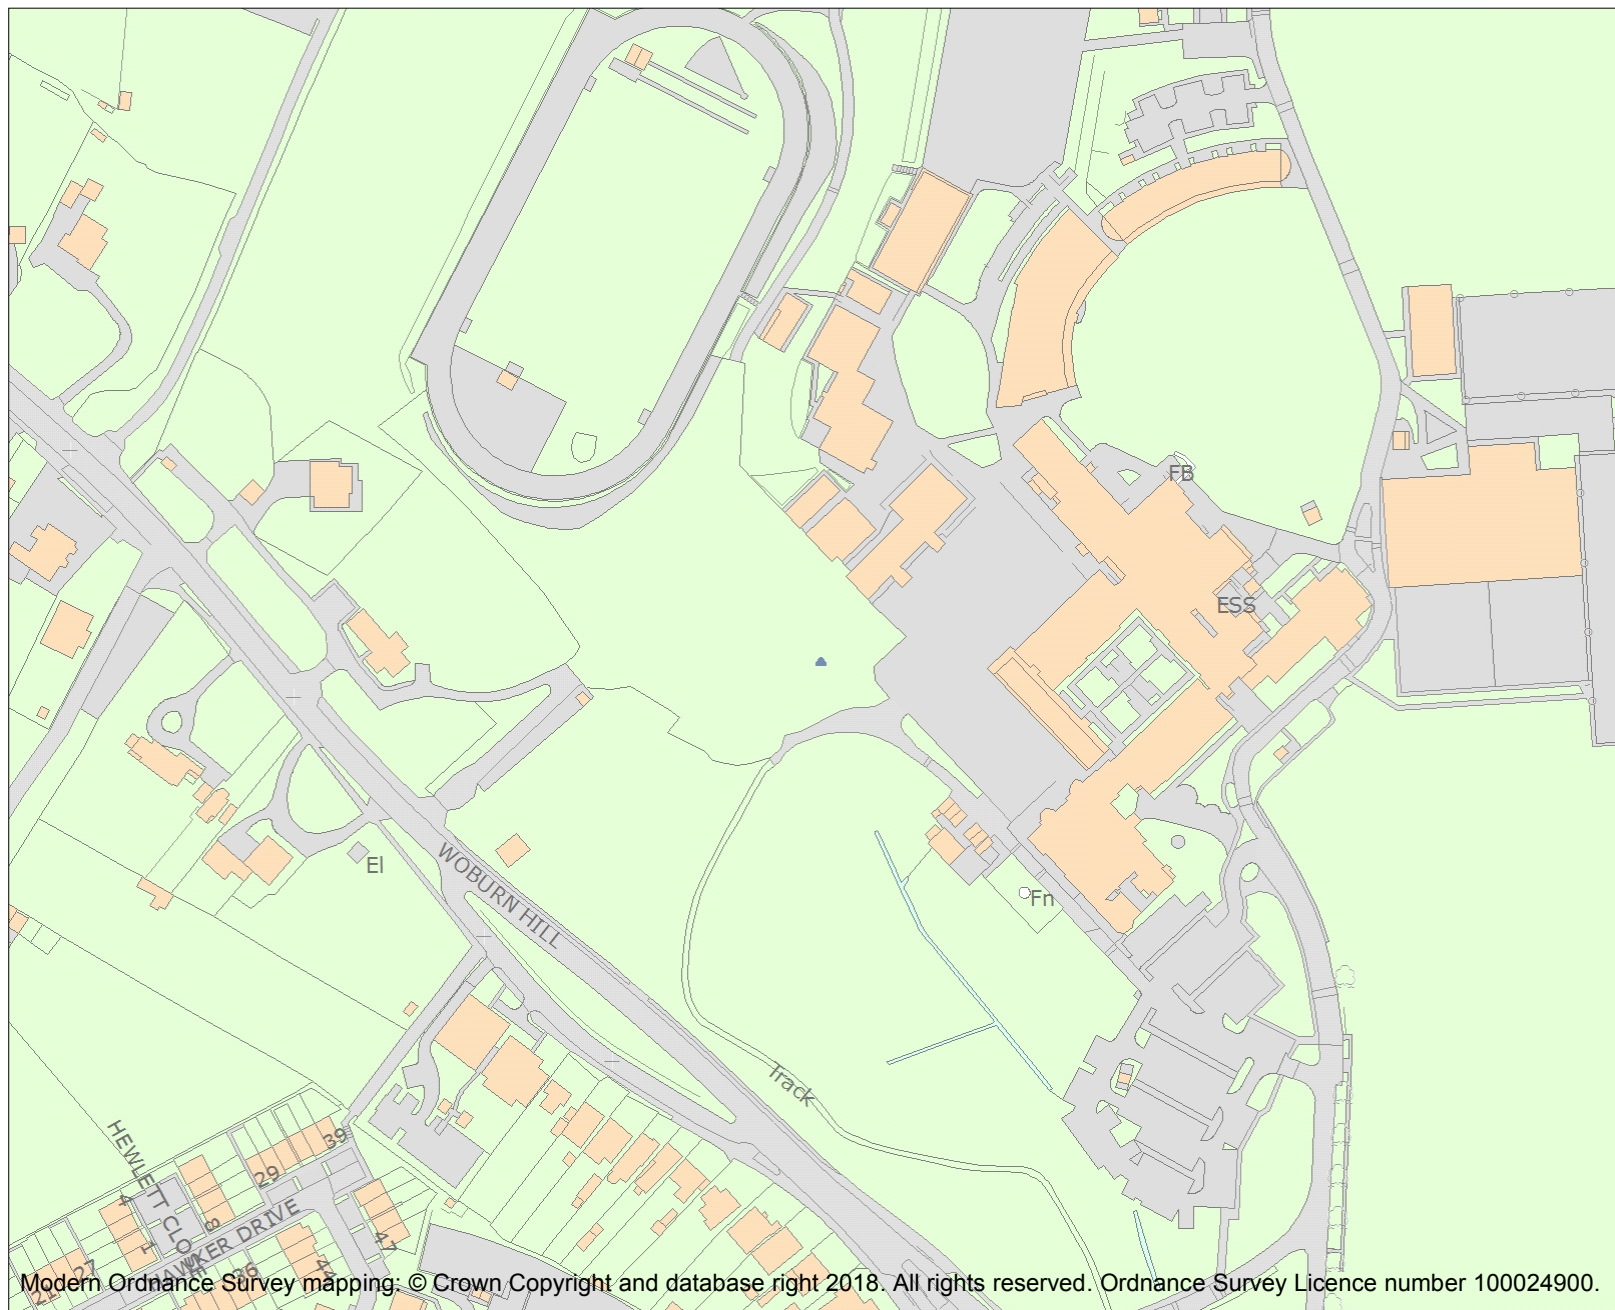 FB
ESS
El
WOBURN HILL
Fn
Track
HEWLETT CLOSE
39
29
4
8
1
HAWKER DRIVE
47
44
36
27
21
Modern Ordnance Survey mapping: © Crown Copyright and database right 2018. All rights reserved. Ordnance Survey Licence number 100024900.